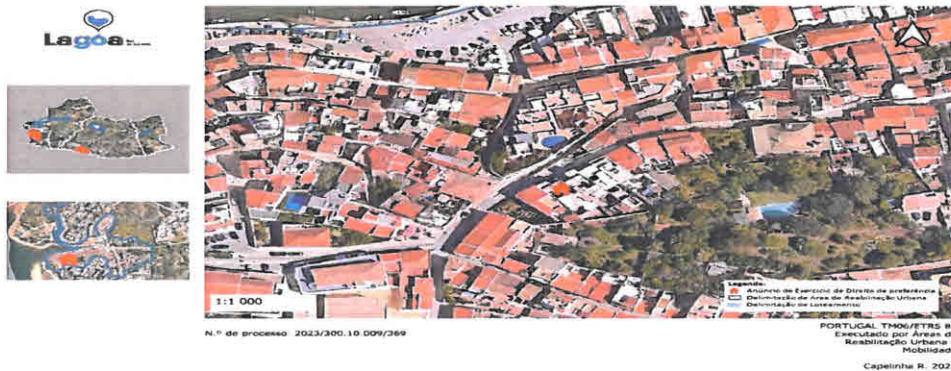 Lagoa
1:1 000
Legenda:
Anúncio de Exercício de Direito de preferência
Delimitação de Área de Reabilitação Urbana
Delimitação de Loteamento
N.º de processo: 2023/300.10.009/369
PORTUGAL TM06/ETRS 8
Executado por Áreas d
Reabilitação Urbana
Mobilidad
Capelinha R. 202